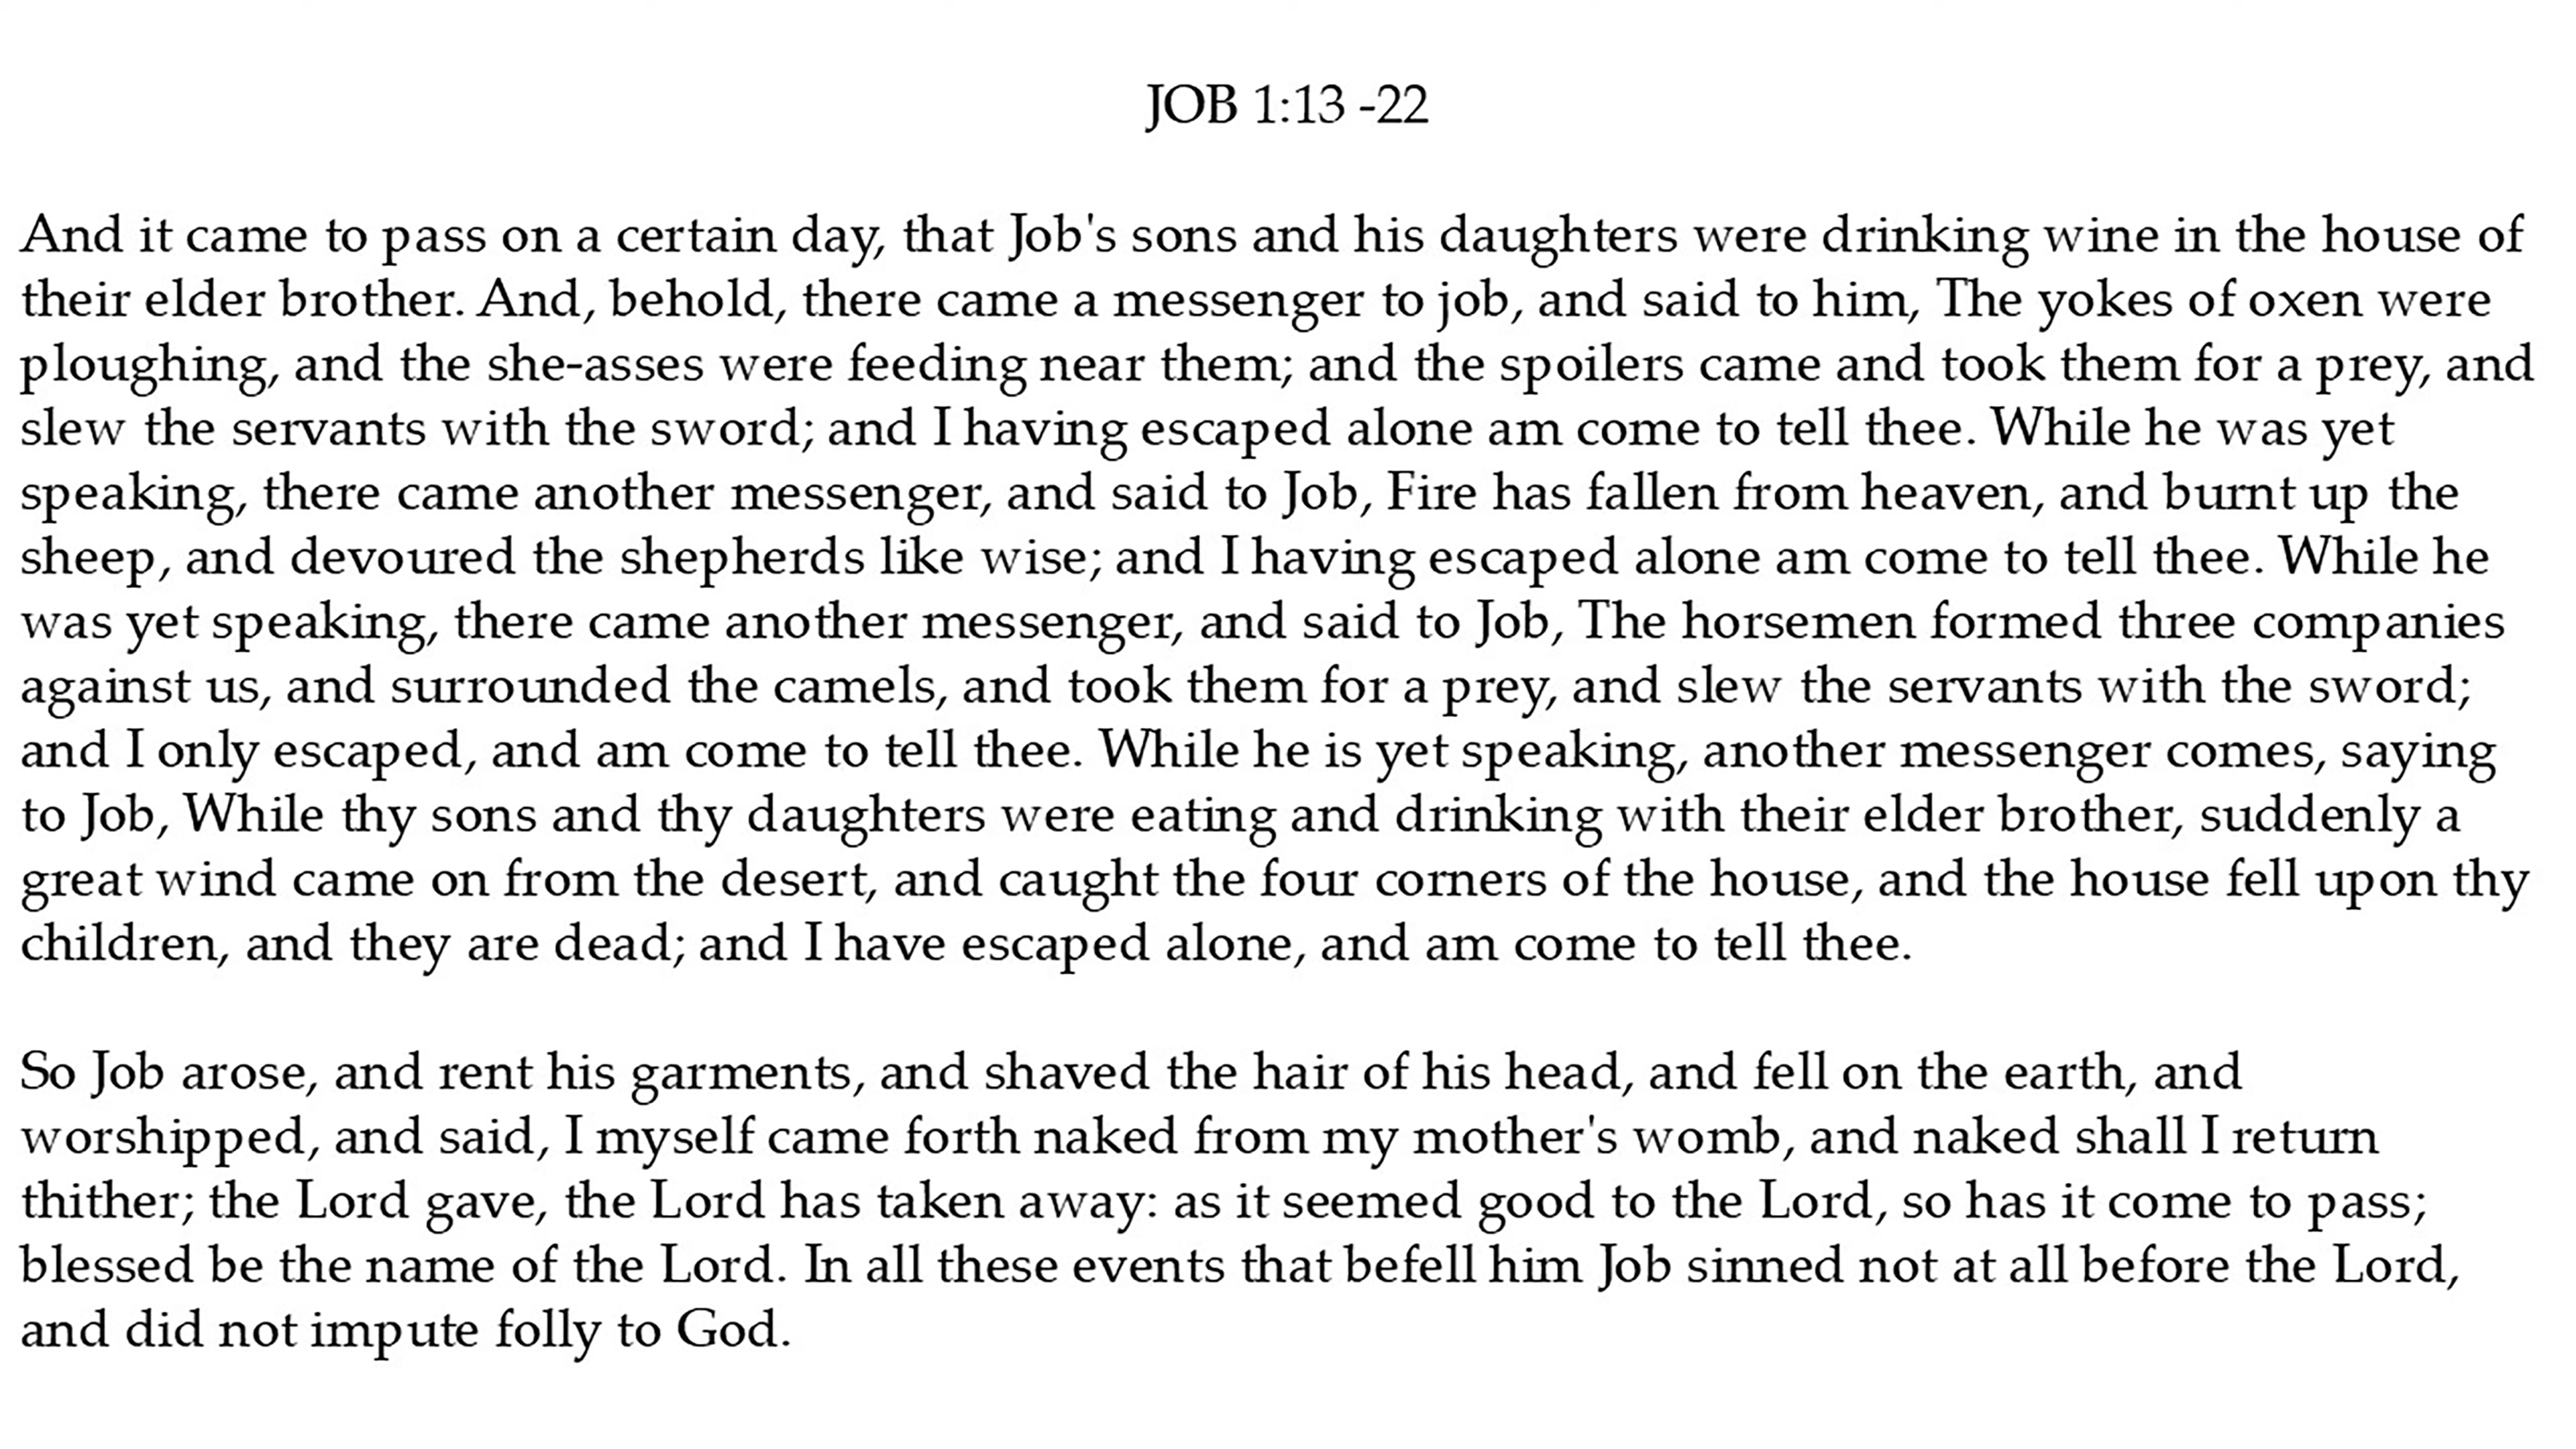 JOB 1:13 -22
And it came to pass on a certain day, that Job's sons and his daughters were drinking wine in the house of
their elder brother. And, behold, there came a messenger to job, and said to him, The yokes of oxen were
ploughing, and the she-asses were feeding near them; and the spoilers came and took them for a prey, and
slew the servants with the sword; and I having escaped alone am come to tell thee. While he was yet
speaking, there came another messenger, and said to Job, Fire has fallen from heaven, and burnt up the
sheep, and devoured the shepherds like wise; and I having escaped alone am come to tell thee. While he
was yet speaking, there came another messenger, and said to Job, The horsemen formed three companies
against us, and surrounded the camels, and took them for a prey, and slew the servants with the sword;
and I only escaped, and am come to tell thee. While he is yet speaking, another messenger comes, saying
to Job, While thy sons and thy daughters were eating and drinking with their elder brother, suddenly a
great wind came on from the desert, and caught the four corners of the house, and the house fell upon thy
children, and they are dead; and I have escaped alone, and am come to tell thee.
So Job arose, and rent his garments, and shaved the hair of his head, and fell on the earth, and
worshipped, and said, I myself came forth naked from my mother's womb, and naked shall I return
thither; the Lord gave, the Lord has taken away: as it seemed good to the Lord, so has it come to pass;
blessed be the name of the Lord. In all these events that befell him Job sinned not at all before the Lord,
and did not impute folly to God.